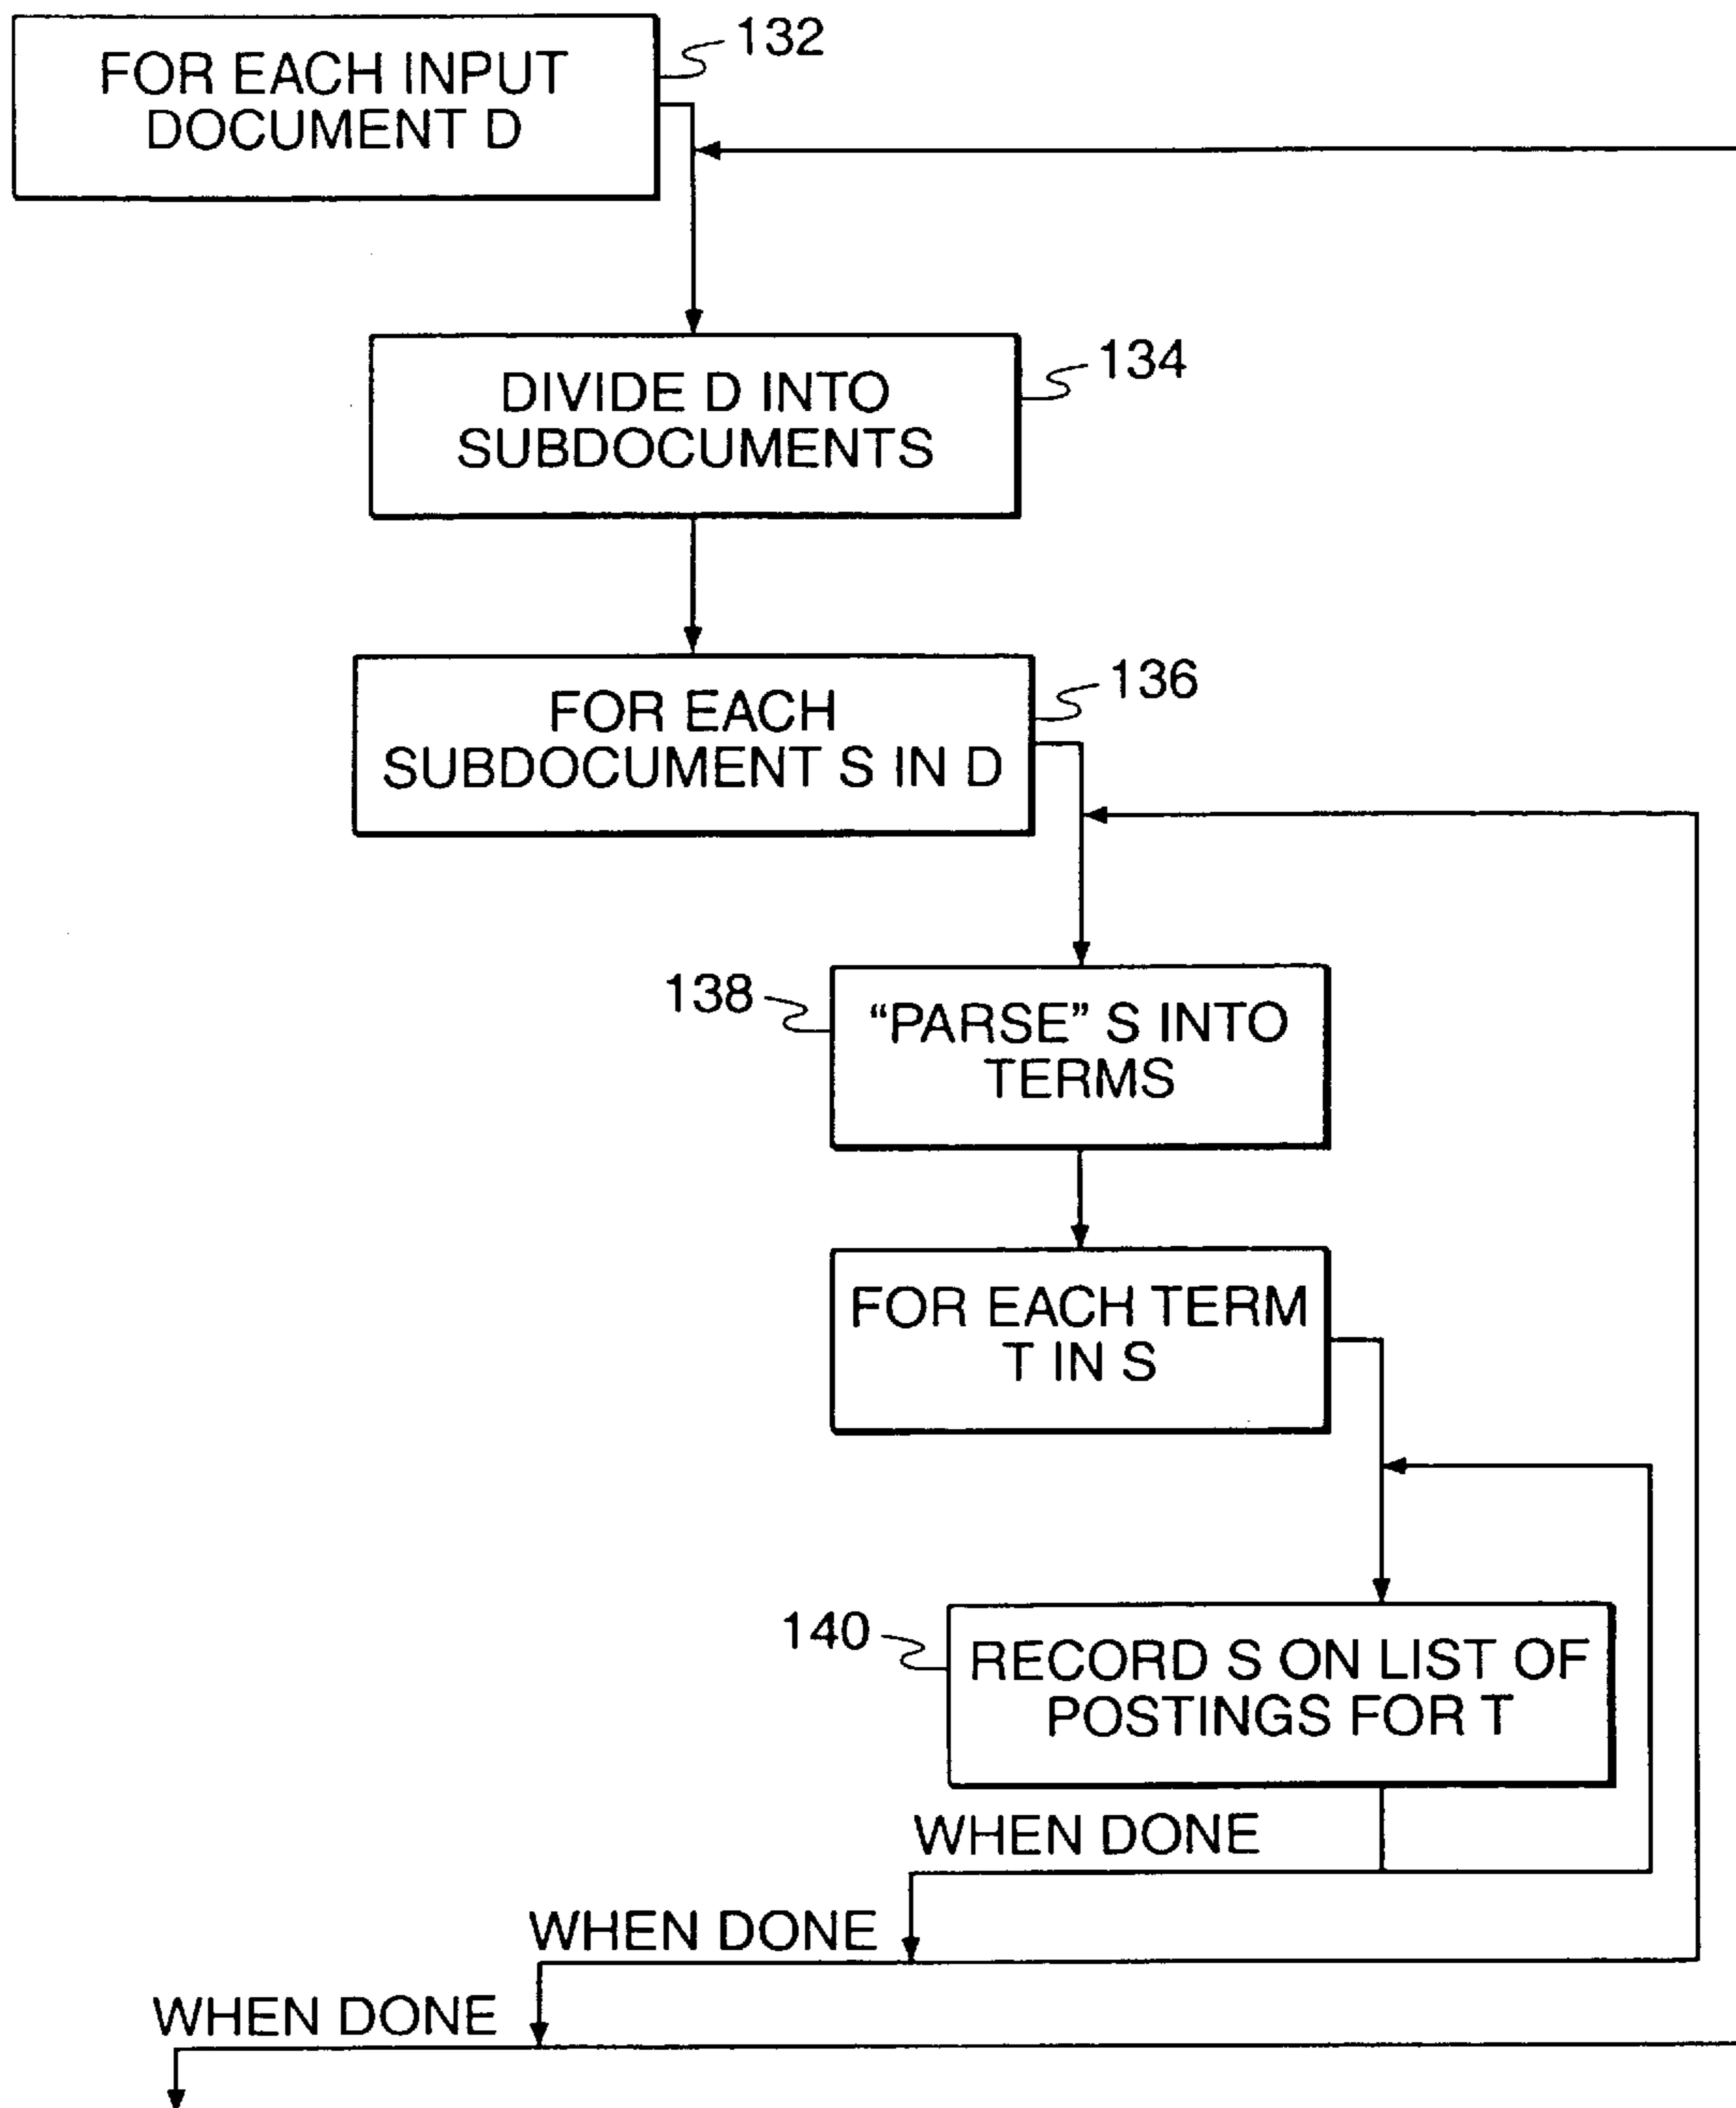 132
FOR EACH INPUT
DOCUMENT D
134
DIVIDE D INTO
SUBDOCUMENTS
136
FOR EACH
SUBDOCUMENT S IN D
138
“PARSE” S INTO
TERMS
FOR EACH TERM
T IN S
140
RECORD S ON LIST OF
POSTINGS FOR T
WHEN DONE
WHEN DONE
WHEN DONE